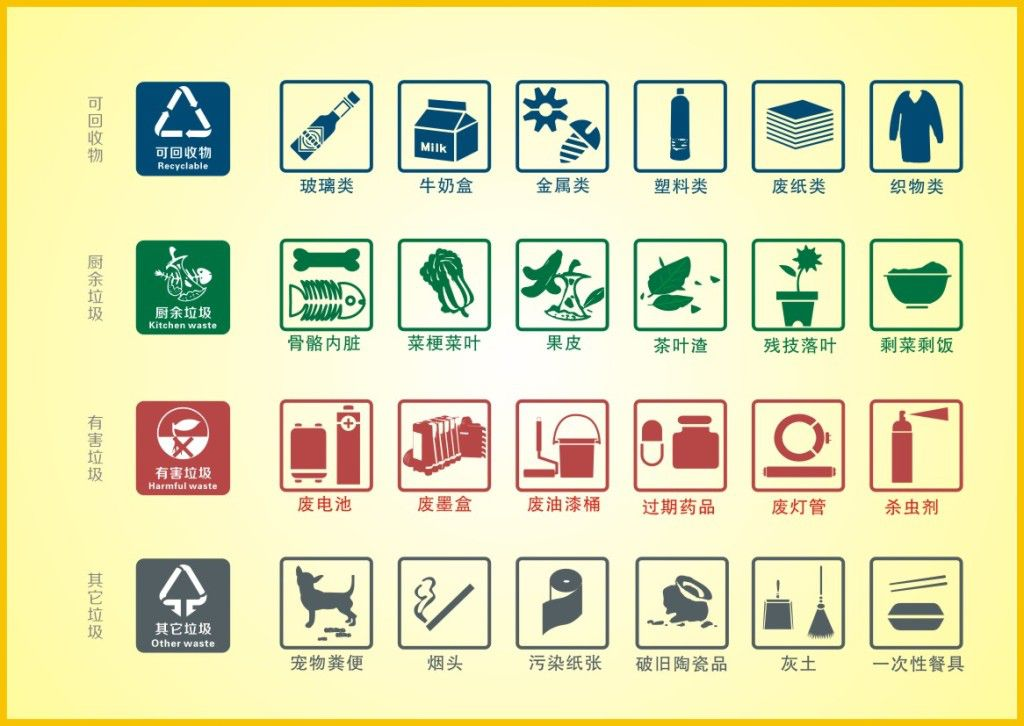 可回收物
可回收物
Recyclable
Milk
玻璃类
牛奶盒
金属类
塑料类
废纸类
织物类
厨余垃圾
厨余垃圾
Kitchen waste
骨骼内脏
菜梗菜叶
果皮
茶叶渣
残技落叶
剩菜剩饭
有害垃圾
有害垃圾
Harmful waste
废电池
废墨盒
废油漆桶
过期药品
废灯管
杀虫剂
其它垃圾
其它垃圾
Other waste
宠物粪便
烟头
污染纸张
破旧陶瓷品
灰土
一次性餐具